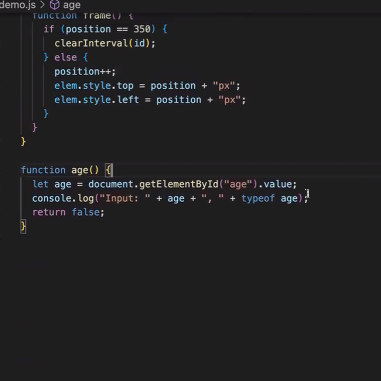 demo.js > age
function frame() {
if (position == 350) {
clearInterval(id);
} else {
position++;
elem.style.top = position + "px";
elem.style.left = position + "px";
}
}
}
function age() {
let age = document.getElementById("age").value;
console.log("Input: " + age + ", " + typeof age);
return false;
}